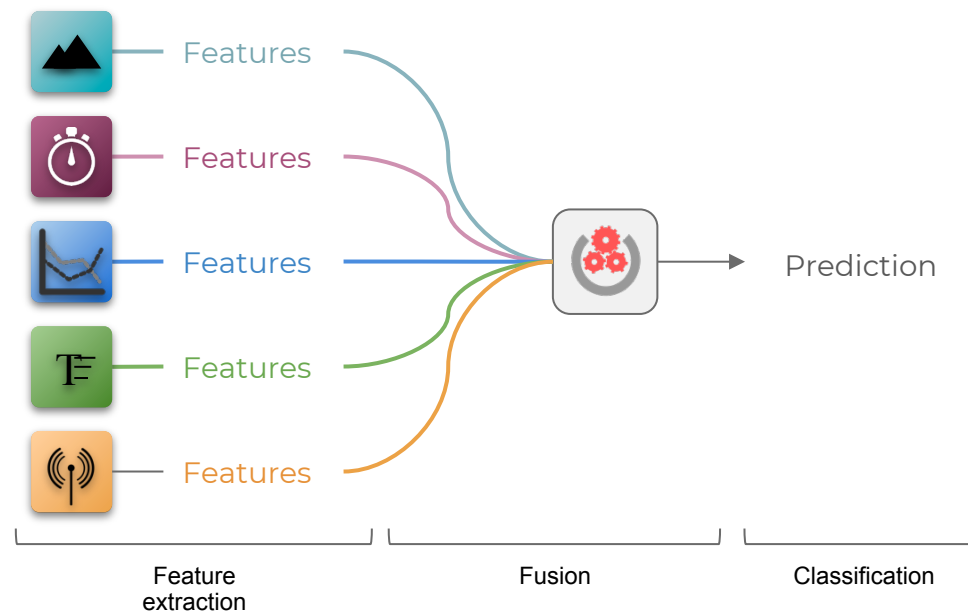 Features
Features
Features
Prediction
T
Features
Features
Feature
extraction
Fusion
Classification